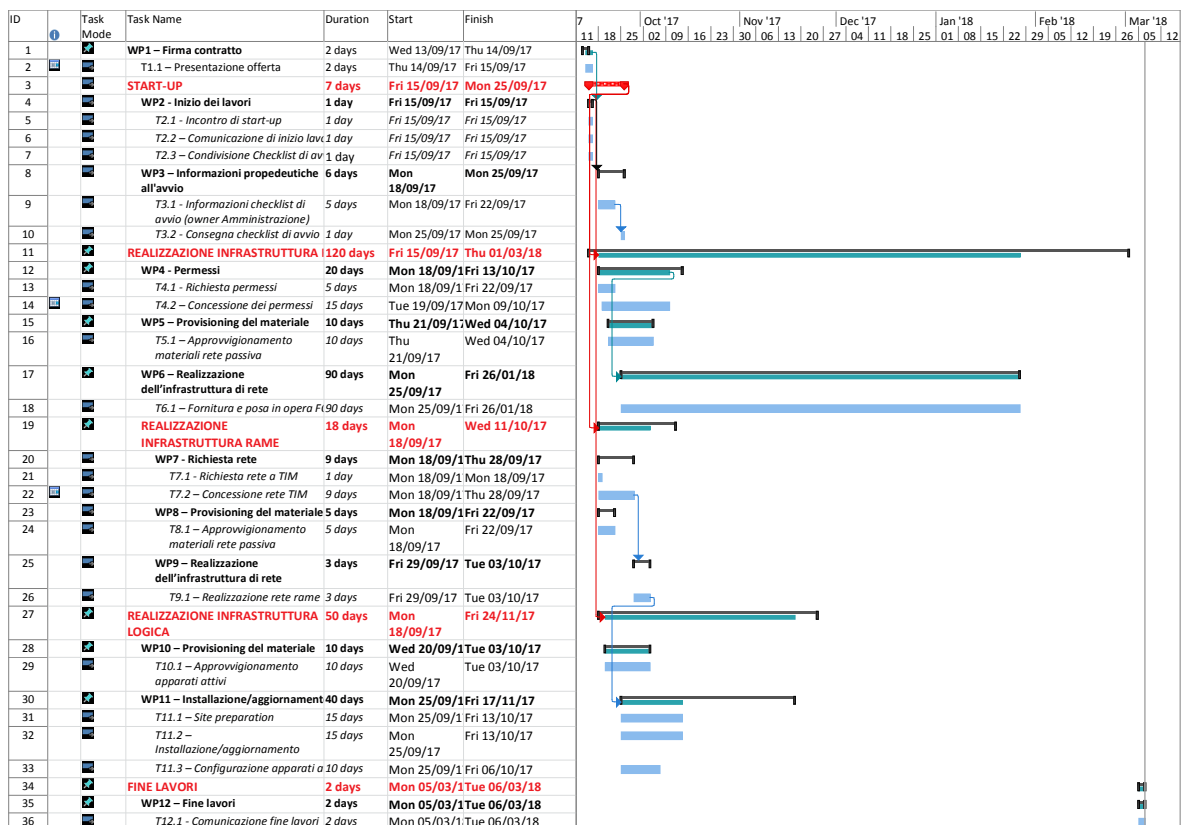 ID Task Mode Task Name Duration Start Finish
7 Oct '17 Nov '17 Dec '17 Jan '18 Feb '18 Mar '18
11 18 25 02 09 16 23 30 06 13 20 27 04 11 18 25 01 08 15 22 29 05 12 19 26 05 12
1 WP1 – Firma contratto 2 days Wed 13/09/17 Thu 14/09/17
2 T1.1 – Presentazione offerta 2 days Thu 14/09/17 Fri 15/09/17
3 START-UP 7 days Fri 15/09/17 Mon 25/09/17
4 WP2 - Inizio dei lavori 1 day Fri 15/09/17 Fri 15/09/17
5 T2.1 - Incontro di start-up 1 day Fri 15/09/17 Fri 15/09/17
6 T2.2 – Comunicazione di inizio lavo 1 day Fri 15/09/17 Fri 15/09/17
7 T2.3 – Condivisione Checklist di av 1 day Fri 15/09/17 Fri 15/09/17
8 WP3 – Informazioni propedeutiche 6 days Mon Mon 25/09/17
all'avvio 18/09/17
9 T3.1 - Informazioni checklist di 5 days Mon 18/09/17 Fri 22/09/17
avvio (owner Amministrazione)
10 T3.2 - Consegna checklist di avvio 1 day Mon 25/09/17 Mon 25/09/17
11 REALIZZAZIONE INFRASTRUTTURA 120 days Fri 15/09/17 Thu 01/03/18
12 WP4 - Permessi 20 days Mon 18/09/1 Fri 13/10/17
13 T4.1 - Richiesta permessi 5 days Mon 18/09/1 Fri 22/09/17
14 T4.2 – Concessione dei permessi 15 days Tue 19/09/17 Mon 09/10/17
15 WP5 – Provisioning del materiale 10 days Thu 21/09/17 Wed 04/10/17
16 T5.1 – Approvvigionamento 10 days Thu Wed 04/10/17
materiali rete passiva 21/09/17
17 WP6 – Realizzazione 90 days Mon Fri 26/01/18
dell'infrastruttura di rete 25/09/17
18 T6.1 – Fornitura e posa in opera F 90 days Mon 25/09/1 Fri 26/01/18
19 REALIZZAZIONE 18 days Mon Wed 11/10/17
INFRASTRUTTURA RAME 18/09/17
20 WP7 - Richiesta rete 9 days Mon 18/09/1 Thu 28/09/17
21 T7.1 - Richiesta rete a TIM 1 day Mon 18/09/1 Mon 18/09/17
22 T7.2 – Concessione rete TIM 9 days Mon 18/09/1 Thu 28/09/17
23 WP8 – Provisioning del materiale 5 days Mon 18/09/1 Fri 22/09/17
24 T8.1 – Approvvigionamento 5 days Mon Fri 22/09/17
materiali rete passiva 18/09/17
25 WP9 – Realizzazione 3 days Fri 29/09/17 Tue 03/10/17
dell'infrastruttura di rete
26 T9.1 – Realizzazione rete rame 3 days Fri 29/09/17 Tue 03/10/17
27 REALIZZAZIONE INFRASTRUTTURA 50 days Mon Fri 24/11/17
LOGICA 18/09/17
28 WP10 – Provisioning del materiale 10 days Wed 20/09/1 Tue 03/10/17
29 T10.1 – Approvvigionamento 10 days Wed Tue 03/10/17
apparati attivi 20/09/17
30 WP11 – Installazione/aggiornament 40 days Mon 25/09/1 Fri 17/11/17
31 T11.1 – Site preparation 15 days Mon 25/09/1 Fri 13/10/17
32 T11.2 – 15 days Mon Fri 13/10/17
Installazione/aggiornamento 25/09/17
33 T11.3 – Configurazione apparati a 10 days Mon 25/09/1 Fri 06/10/17
34 FINE LAVORI 2 days Mon 05/03/1 Tue 06/03/18
35 WP12 – Fine lavori 2 days Mon 05/03/1 Tue 06/03/18
36 T12.1 - Comunicazione fine lavori 2 days Mon 05/03/1 Tue 06/03/18